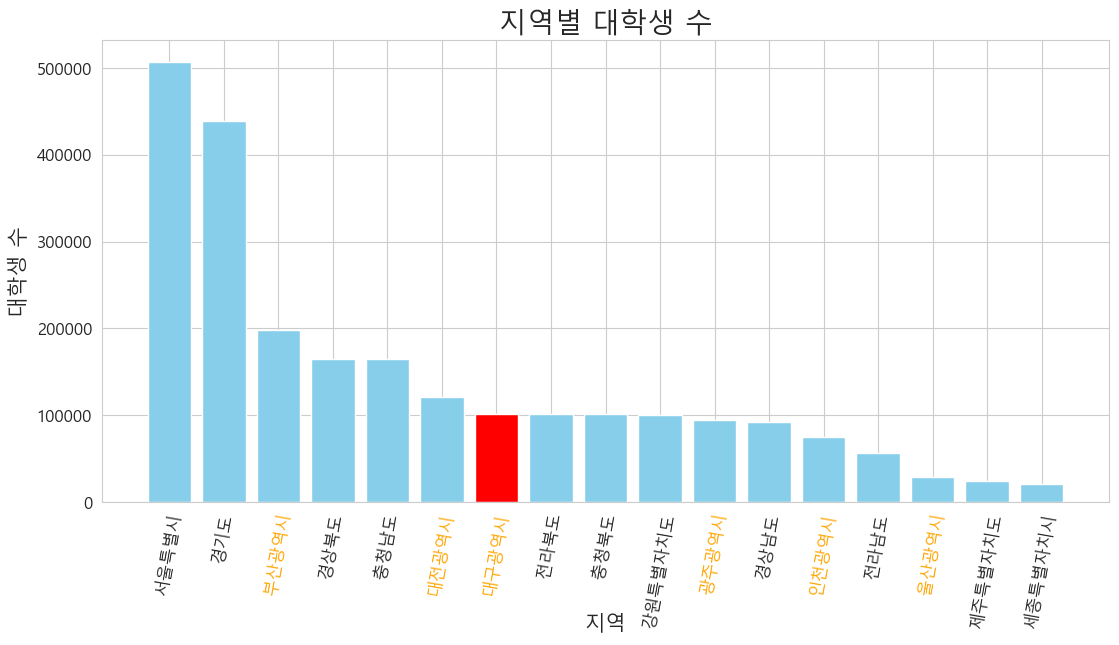 지역별 대학생 수
대학생 수
500000
400000
300000
200000
100000
0
서울특별시
경기도
부산광역시
경상북도
충청남도
대전광역시
대구광역시
전라북도
충청북도
강원특별자치도
광주광역시
경상남도
인천광역시
전라남도
울산광역시
제주특별자치도
세종특별자치시
지역